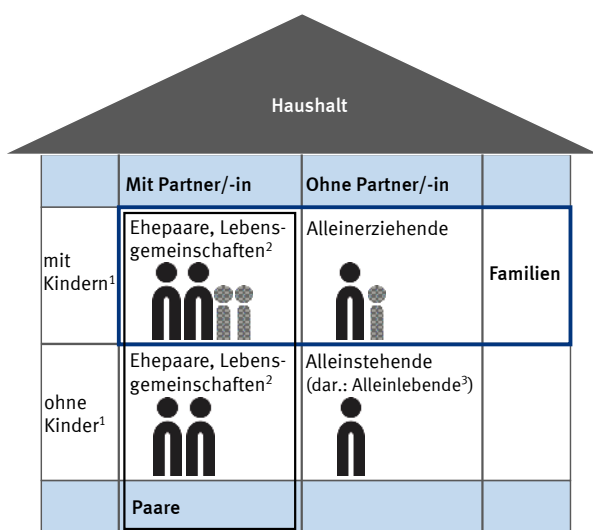 Haushalt
Mit Partner/-in
Ohne Partner/-in
mit
Kindern¹
Ehepaare, Lebens-
gemeinschaften²
Alleinerziehende
Familien
ohne
Kinder¹
Ehepaare, Lebens-
gemeinschaften²
Alleinstehende
(dar.: Alleinlebende³)
Paare